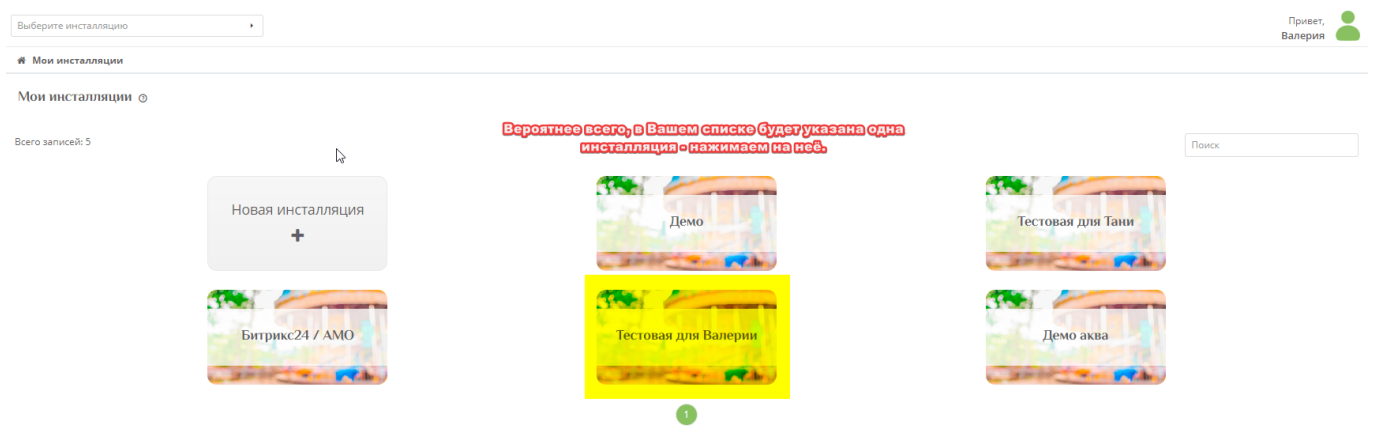 Выберите инсталляцию
Привет,
Валерия
Мои инсталляции
Мои инсталляции
Вероятнее всего, в Вашем списке будет указана одна
инсталляция - нажимаем на неё.
Всего записей: 5
Поиск
Новая инсталляция
Демо
Тестовая для Тани
Битрикс24 / АМО
Тестовая для Валерии
Демо аква
1